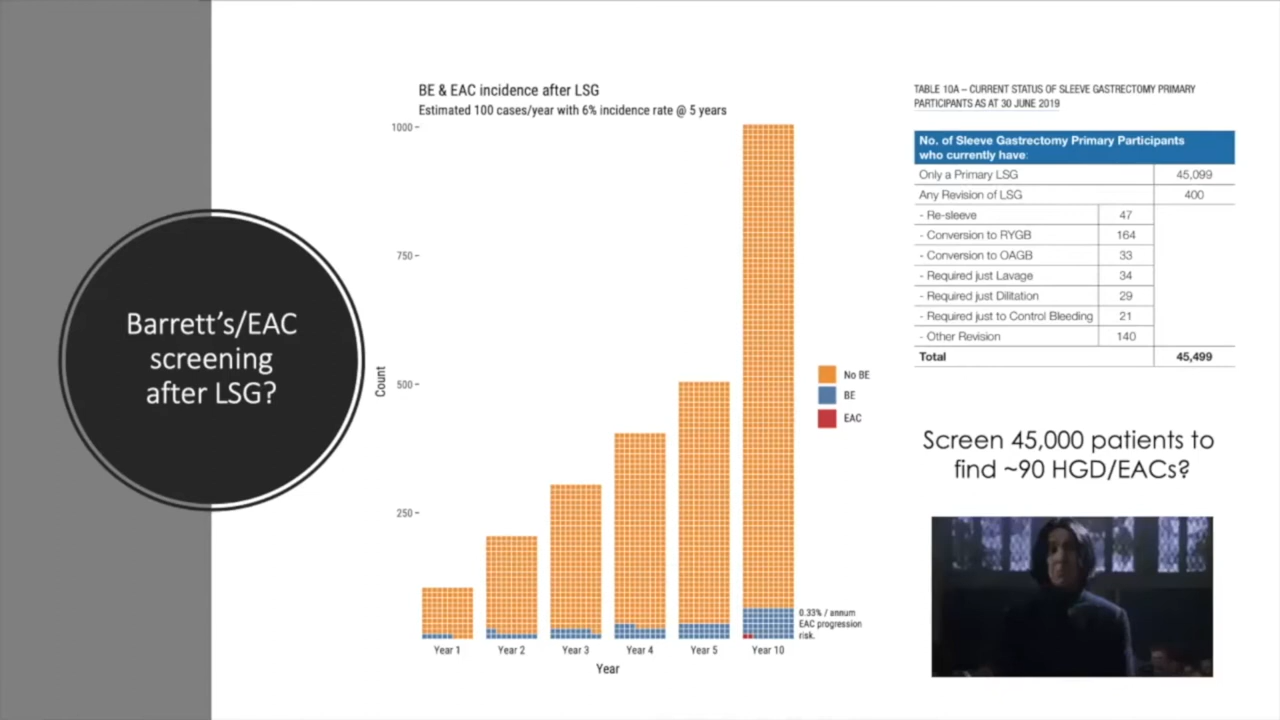 Barrett's/EAC
screening
after LSG?
BE & EAC incidence after LSG
Estimated 100 cases/year with 6% incidence rate @ 5 years
1000
750
500
250
Count
Year 1
Year 2
Year 3
Year 4
Year 5
Year 10
Year
0.33% / annum
EAC progression
risk.
No BE
BE
EAC
TABLE 10A – CURRENT STATUS OF SLEEVE GASTRECTOMY PRIMARY
PARTICIPANTS AS AT 30 JUNE 2019
No. of Sleeve Gastrectomy Primary Participants
who currently have:
Only a Primary LSG 45,099
Any Revision of LSG 400
- Re-sleeve 47
- Conversion to RYGB 164
- Conversion to OAGB 33
- Required just Lavage 34
- Required just Dilitation 29
- Required just to Control Bleeding 21
- Other Revision 140
Total 45,499
Screen 45,000 patients to
find ~90 HGD/EACs?